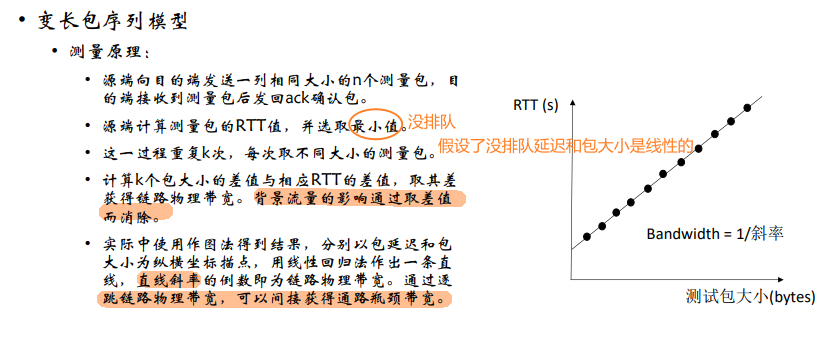 变长包序列模型
测量原理：
源端向目的端发送一列相同大小的n个测量包，目
的端接收到测量包后发回ack确认包。
源端计算测量包的RTT值，并选取最小值。没排队
假设了没排队延迟和包大小是线性的
这一过程重复k次，每次取不同大小的测量包。
计算k个包大小的差值与相应RTT的差值，取其差
获得链路物理带宽。背景流量的影响通过取差值
而消除。
实际中使用作图法得到结果，分别以包延迟和包
大小为纵横坐标描点，用线性回归法作出一条直
线，直线斜率的倒数即为链路物理带宽。通过逐
跳链路物理带宽，可以间接获得通路瓶颈带宽。
RTT (s)
Bandwidth = 1/斜率
测试包大小(bytes)